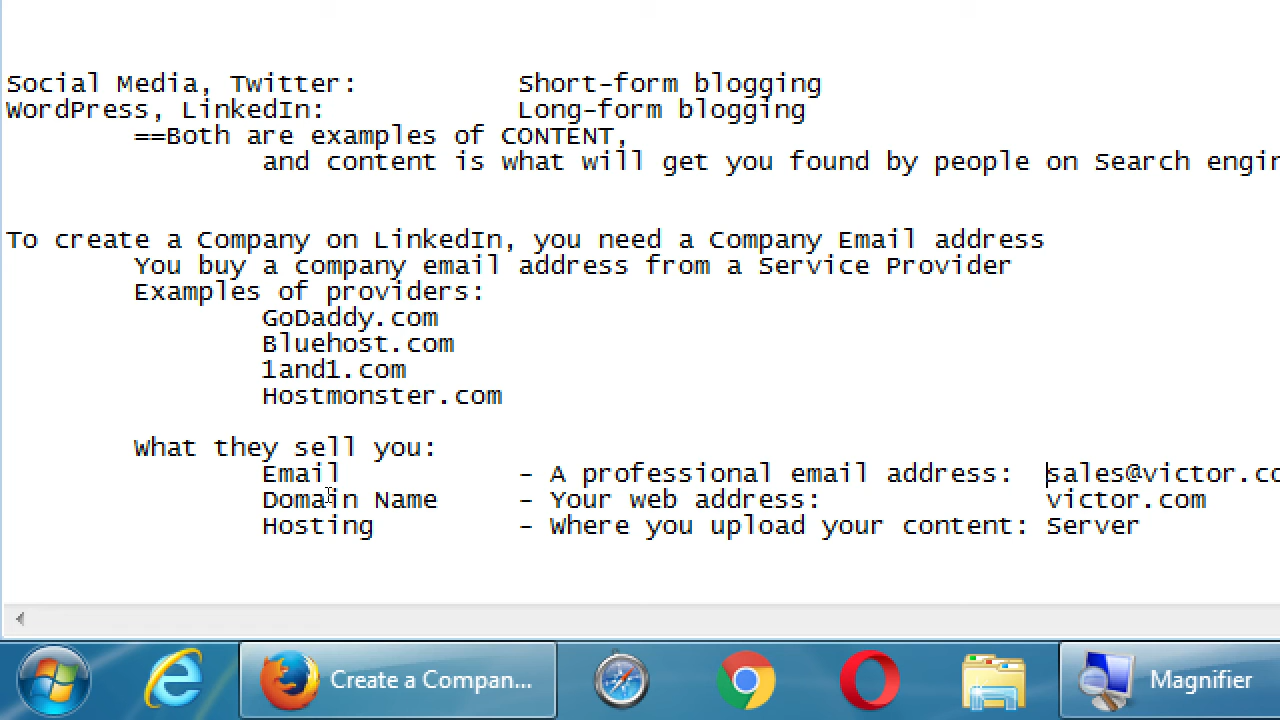 Social Media, Twitter: Short-form blogging
WordPress, LinkedIn: Long-form blogging
==Both are examples of CONTENT,
and content is what will get you found by people on Search engin
To create a Company on LinkedIn, you need a Company Email address
You buy a company email address from a Service Provider
Examples of providers:
GoDaddy.com
Bluehost.com
1and1.com
Hostmonster.com
What they sell you:
Email - A professional email address: sales@victor.co
Domain Name - Your web address: victor.com
Hosting - Where you upload your content: Server
Create a Compan... Magnifier